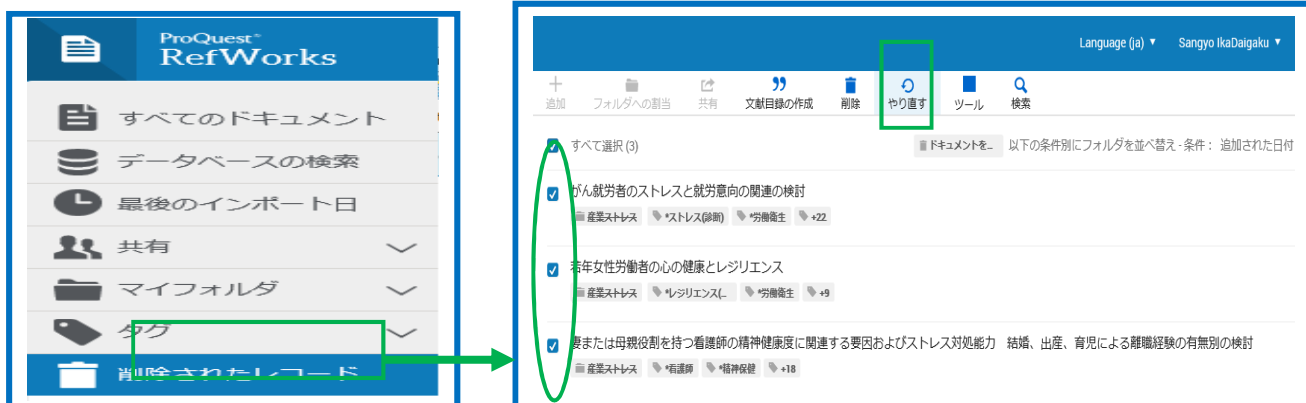 ProQuest
RefWorks
すべてのドキュメント
データベースの検索
最後のインポート日
共有
マイフォルダ
タグ
削除されたレコード
Language (ja) ▼ Sangyo IkaDaigaku ▼
追加 フォルダへの割当 共有 文献目録の作成 削除 やり直す ツール 検索
すべて選択 (3) ドキュメントを... 以下の条件別にフォルダを並べ替え - 条件： 追加された日付
がん就労者のストレスと就労意向の関連の検討
産業ストレス *ストレス(診断) *労働衛生 +22
若年女性労働者の心の健康とレジリエンス
産業ストレス *レジリエンス(... *労働衛生 +9
妻または母親役割を持つ看護師の精神健康度に関連する要因およびストレス対処能力 結婚、出産、育児による離職経験の有無別の検討
産業ストレス *看護師 *精神保健 +18